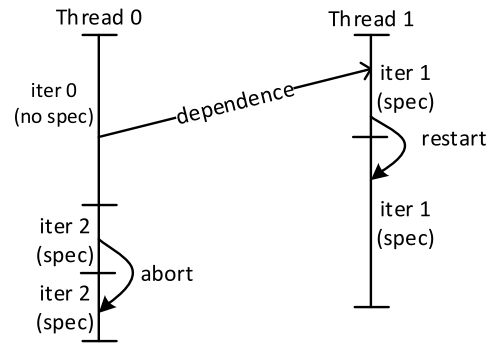 Thread 0
Thread 1
iter 0
(no spec)
dependence
iter 1
(spec)
restart
iter 1
(spec)
iter 2
(spec)
abort
iter 2
(spec)